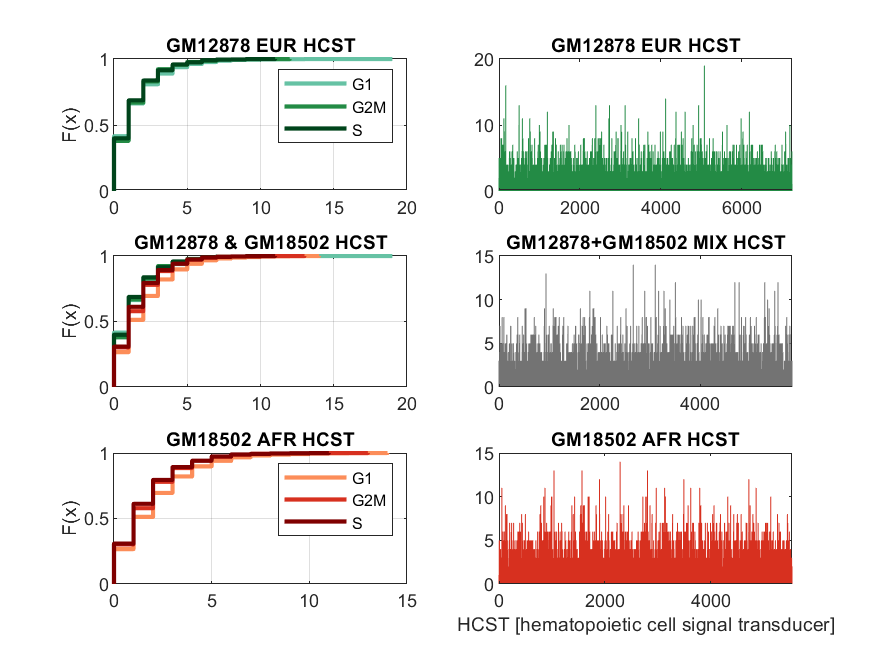 GM12878 EUR HCST
F(x)
1
0.5
0
0 5 10 15 20
G1
G2M
S
GM12878 EUR HCST
20
10
0
0 2000 4000 6000
GM12878 & GM18502 HCST
F(x)
1
0.5
0
0 5 10 15 20
GM12878+GM18502 MIX HCST
15
10
5
0
0 2000 4000
GM18502 AFR HCST
F(x)
1
0.5
0
0 5 10 15
G1
G2M
S
GM18502 AFR HCST
15
10
5
0
0 2000 4000
HCST [hematopoietic cell signal transducer]